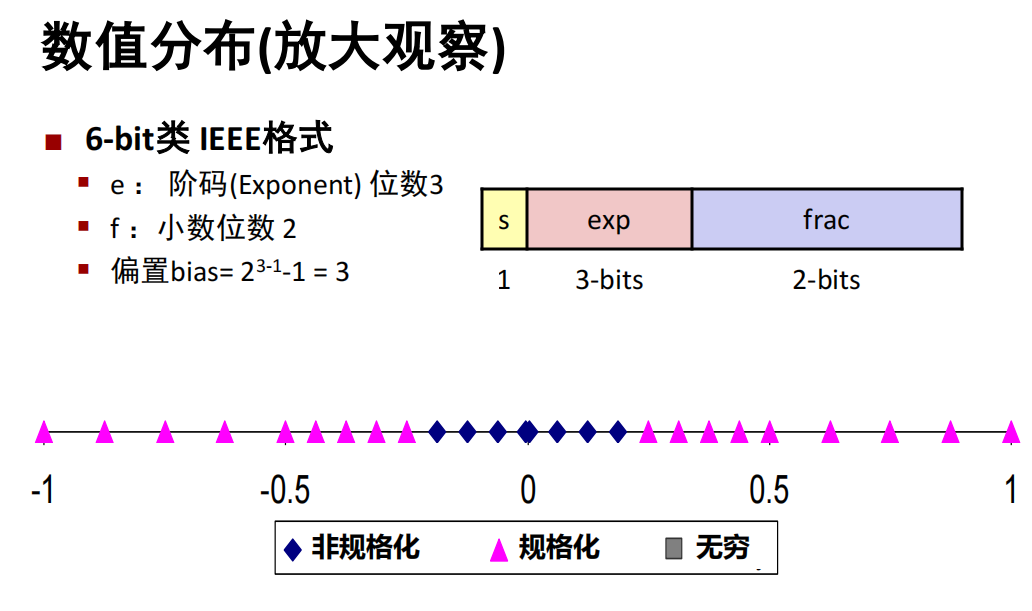 数值分布(放大观察)
■ 6-bit类 IEEE格式
▪ e： 阶码(Exponent) 位数3
▪ f：小数位数 2
▪ 偏置bias= 2³⁻¹-1 = 3
s exp frac
1 3-bits 2-bits
-1 -0.5 0 0.5 1
非规格化 规格化 无穷